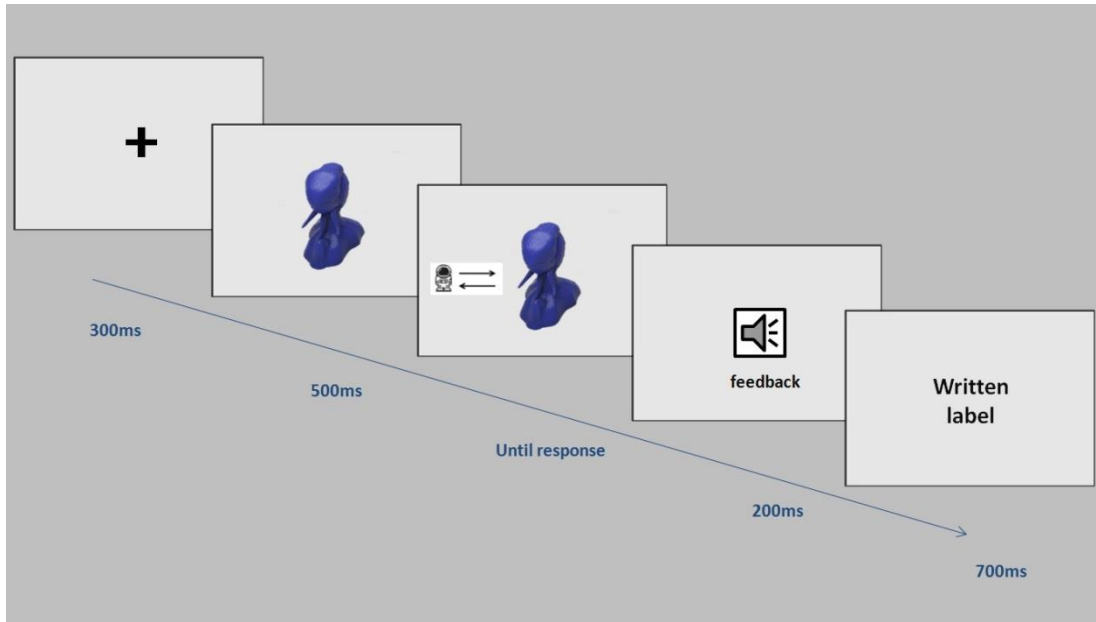 300ms
500ms
Until response
feedback
200ms
Written
label
700ms